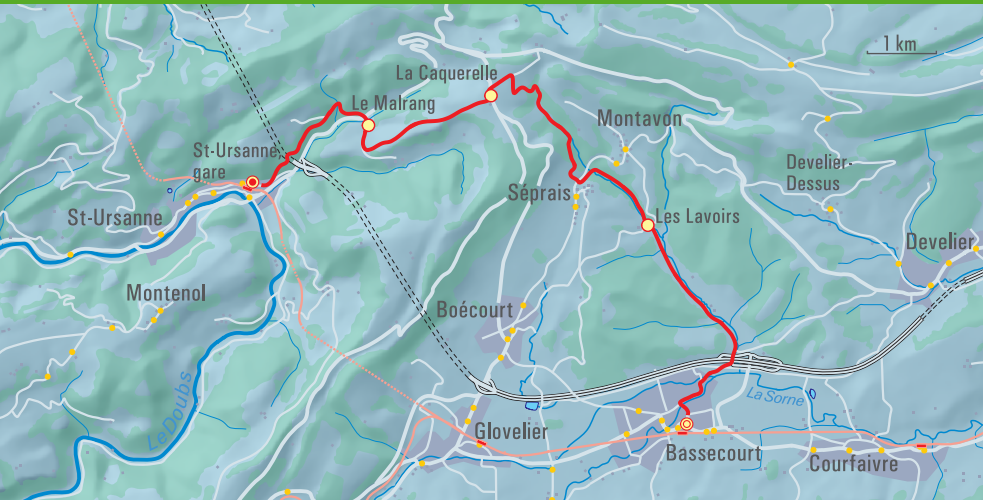 1 km
La Caquerelle
Le Malrang
Montavon
St-Ursanne,
gare
Develier-
Dessus
Séprais
St-Ursanne
Les Lavoirs
Develier
Montenol
Boécourt
Le Doubs
La Sorne
Glovelier
Bassecourt
Courfaivre